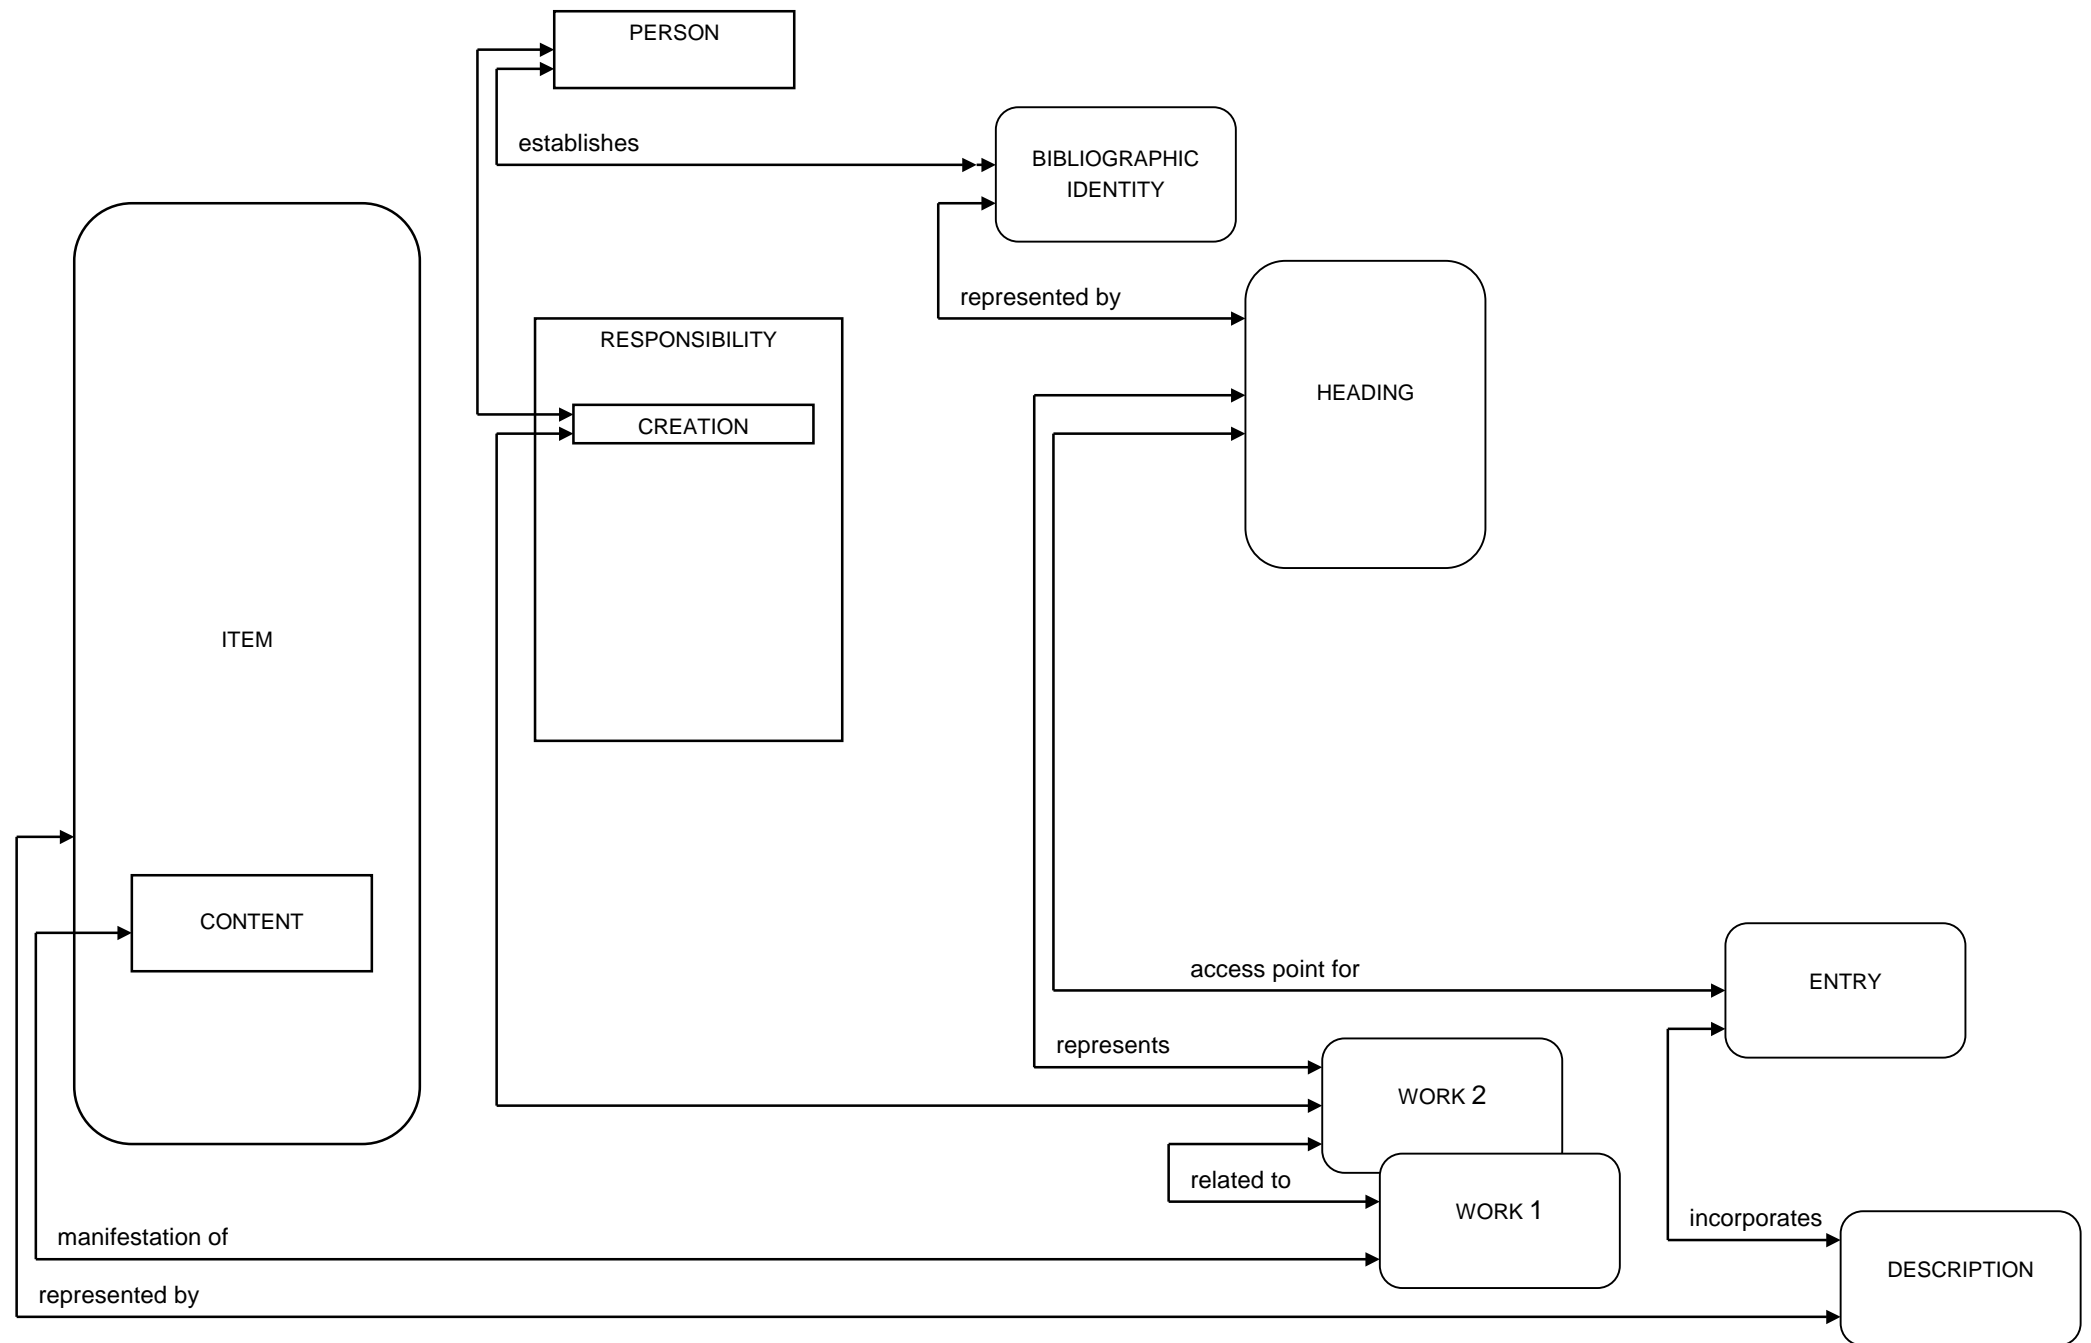 PERSON
establishes
BIBLIOGRAPHIC
IDENTITY
represented by
RESPONSIBILITY
HEADING
CREATION
ITEM
CONTENT
access point for
ENTRY
represents
WORK 2
related to
WORK 1
incorporates
manifestation of
DESCRIPTION
represented by